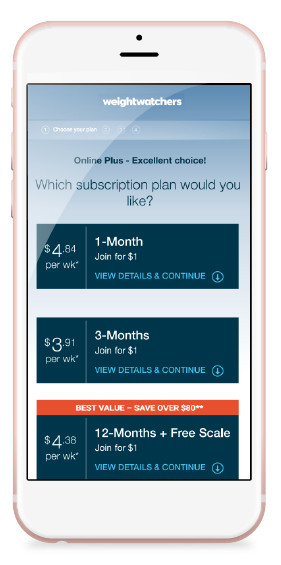 weightwatchers
1 Choose your plan 2 3 4
Online Plus - Excellent choice!
Which subscription plan would you
like?
$4.84
per wk*
1-Month
Join for $1
VIEW DETAILS & CONTINUE
$3.91
per wk*
3-Months
Join for $1
VIEW DETAILS & CONTINUE
BEST VALUE – SAVE OVER $80**
$4.38
per wk*
12-Months + Free Scale
Join for $1
VIEW DETAILS & CONTINUE